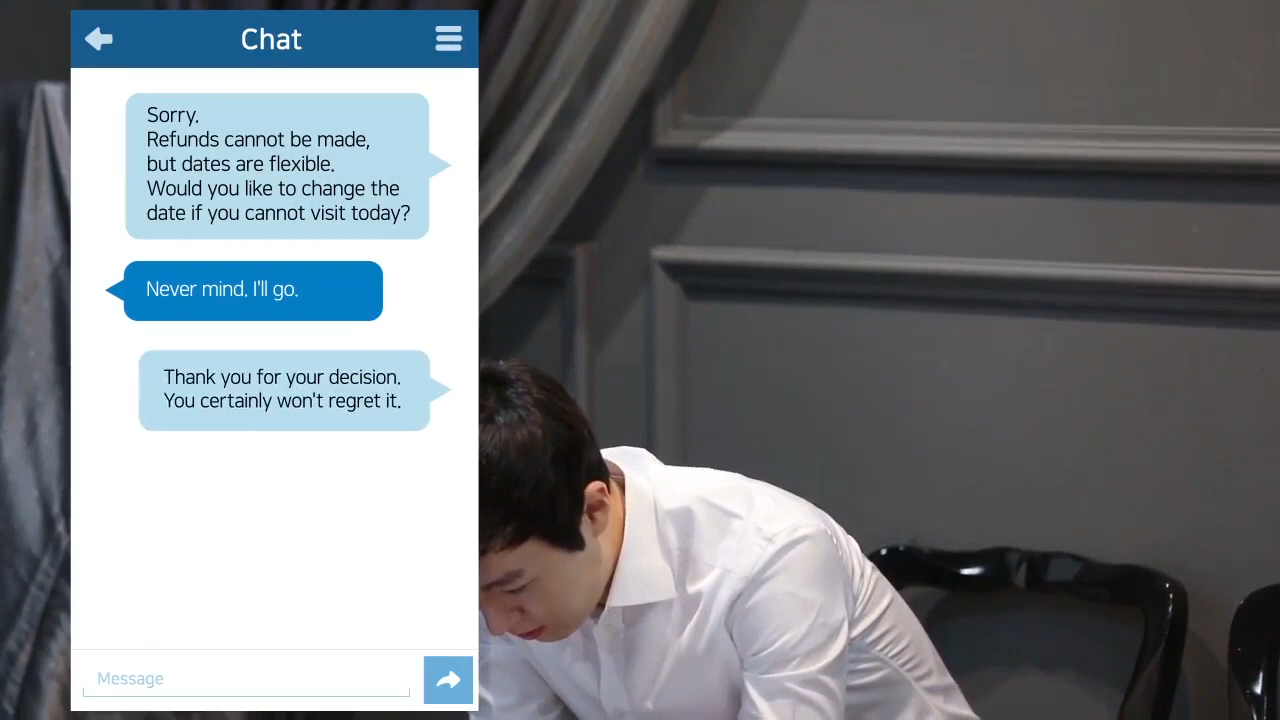 Chat
Sorry.
Refunds cannot be made,
but dates are flexible.
Would you like to change the
date if you cannot visit today?
Never mind. I'll go.
Thank you for your decision.
You certainly won't regret it.
Message